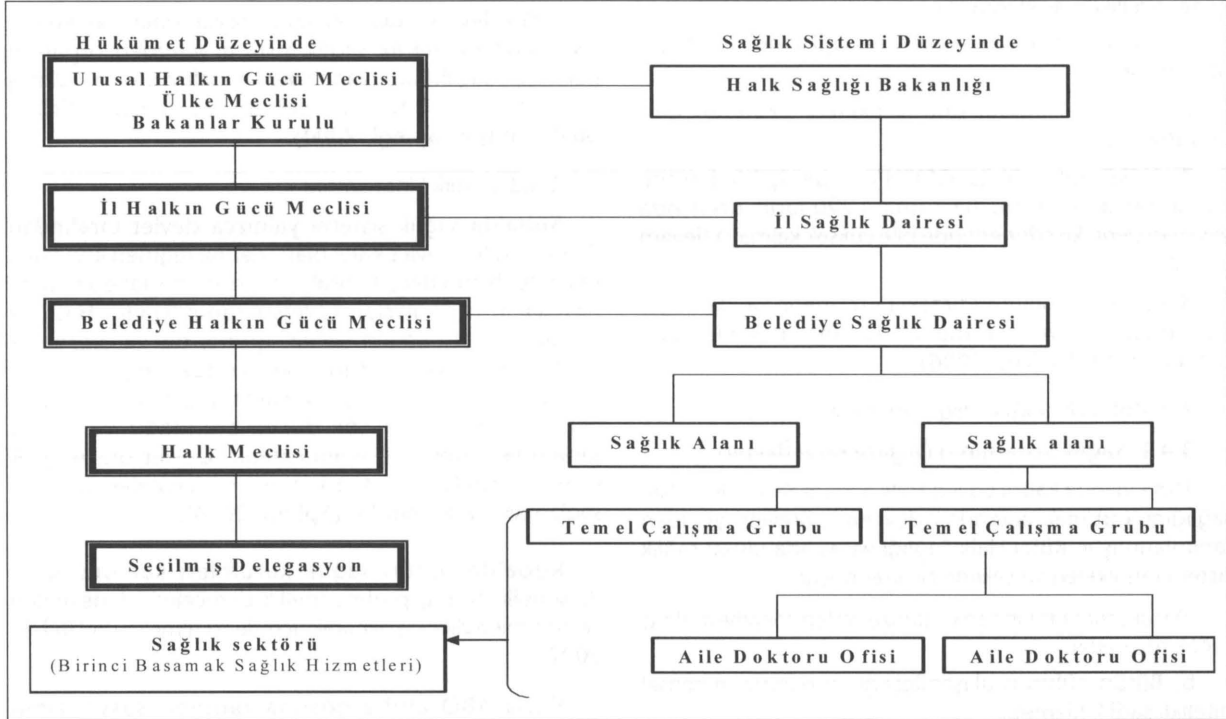 Hükümet Düzeyinde
Ulusal Halkın Gücü Meclisi
Ülke Meclisi
Bakanlar Kurulu
İl Halkın Gücü Meclisi
Belediye Halkın Gücü Meclisi
Halk Meclisi
Seçilmiş Delegasyon
Sağlık sektörü
(Birinci Basamak Sağlık Hizmetleri)
Sağlık Sistemi Düzeyinde
Halk Sağlığı Bakanlığı
İl Sağlık Dairesi
Belediye Sağlık Dairesi
Sağlık Alanı
Sağlık alanı
Temel Çalışma Grubu
Temel Çalışma Grubu
Aile Doktoru Ofisi
Aile Doktoru Ofisi